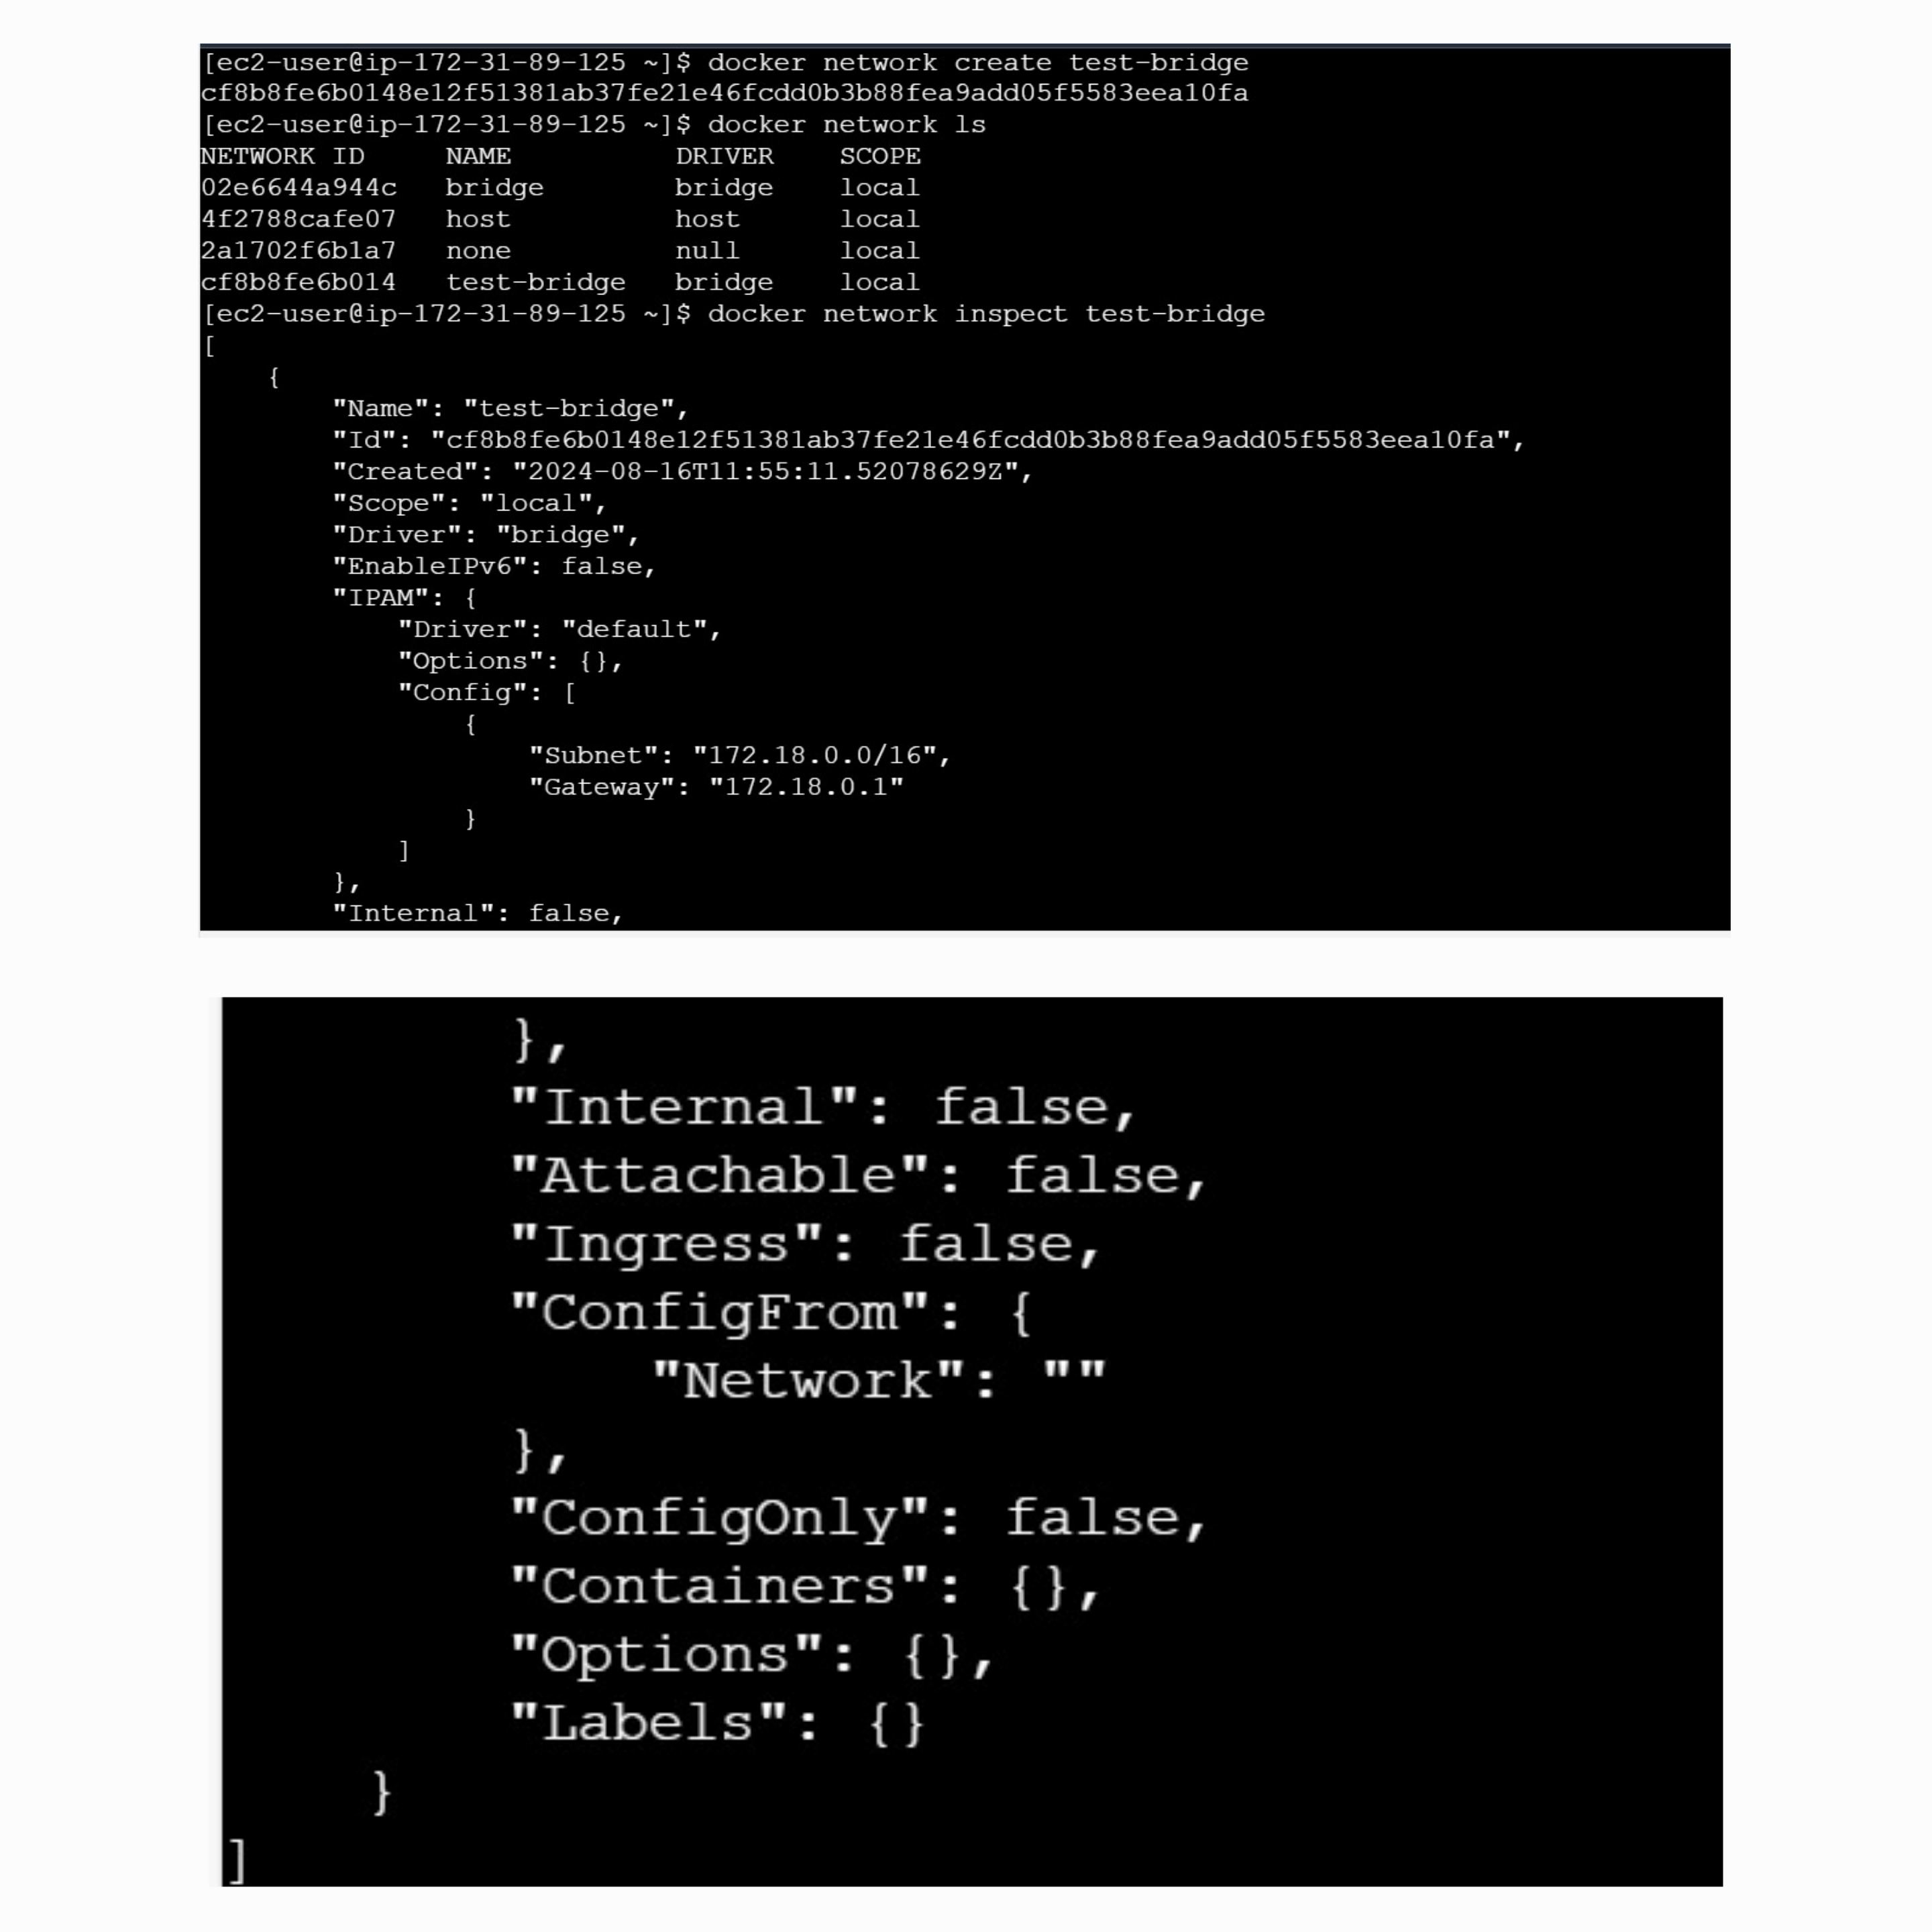 [ec2-user@ip-172-31-89-125 ~]$ docker network create test-bridge
cf8b8fe6b0148e12f51381ab37fe21e46fcdd0b3b88fea9add05f5583eea10fa
[ec2-user@ip-172-31-89-125 ~]$ docker network ls
NETWORK ID     NAME          DRIVER    SCOPE
02e6644a944c   bridge        bridge    local
4f2788cafe07   host          host      local
2a1702f6b1a7   none          null      local
cf8b8fe6b014   test-bridge   bridge    local
[ec2-user@ip-172-31-89-125 ~]$ docker network inspect test-bridge
[
    {
        "Name": "test-bridge",
        "Id": "cf8b8fe6b0148e12f51381ab37fe21e46fcdd0b3b88fea9add05f5583eea10fa",
        "Created": "2024-08-16T11:55:11.52078629Z",
        "Scope": "local",
        "Driver": "bridge",
        "EnableIPv6": false,
        "IPAM": {
            "Driver": "default",
            "Options": {},
            "Config": [
                {
                    "Subnet": "172.18.0.0/16",
                    "Gateway": "172.18.0.1"
                }
            ]
        },
        "Internal": false,
        },
        "Internal": false,
        "Attachable": false,
        "Ingress": false,
        "ConfigFrom": {
            "Network": ""
        },
        "ConfigOnly": false,
        "Containers": {},
        "Options": {},
        "Labels": {}
    }
]